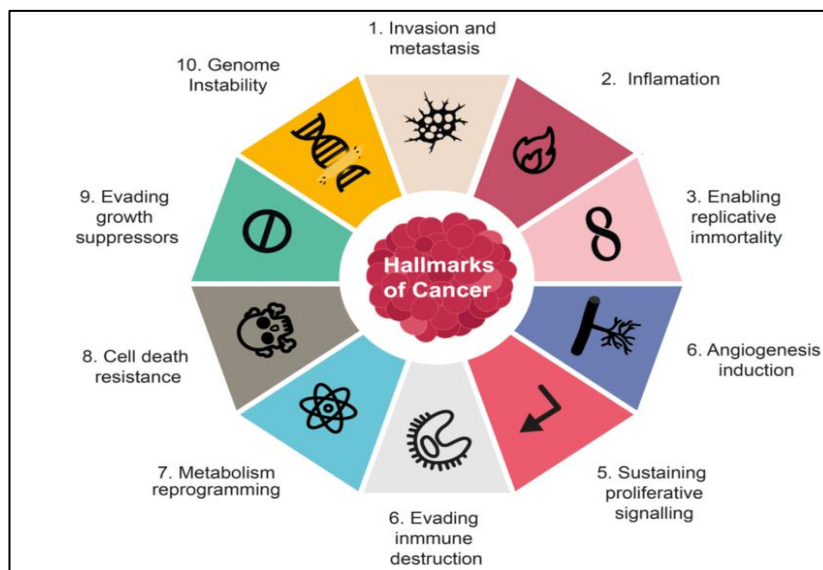 1. Invasion and
metastasis
2. Inflamation
3. Enabling
replicative
immortality
6. Angiogenesis
induction
5. Sustaining
proliferative
signalling
6. Evading
inmmune
destruction
7. Metabolism
reprogramming
8. Cell death
resistance
9. Evading
growth
suppressors
10. Genome
Instability
Hallmarks
of Cancer